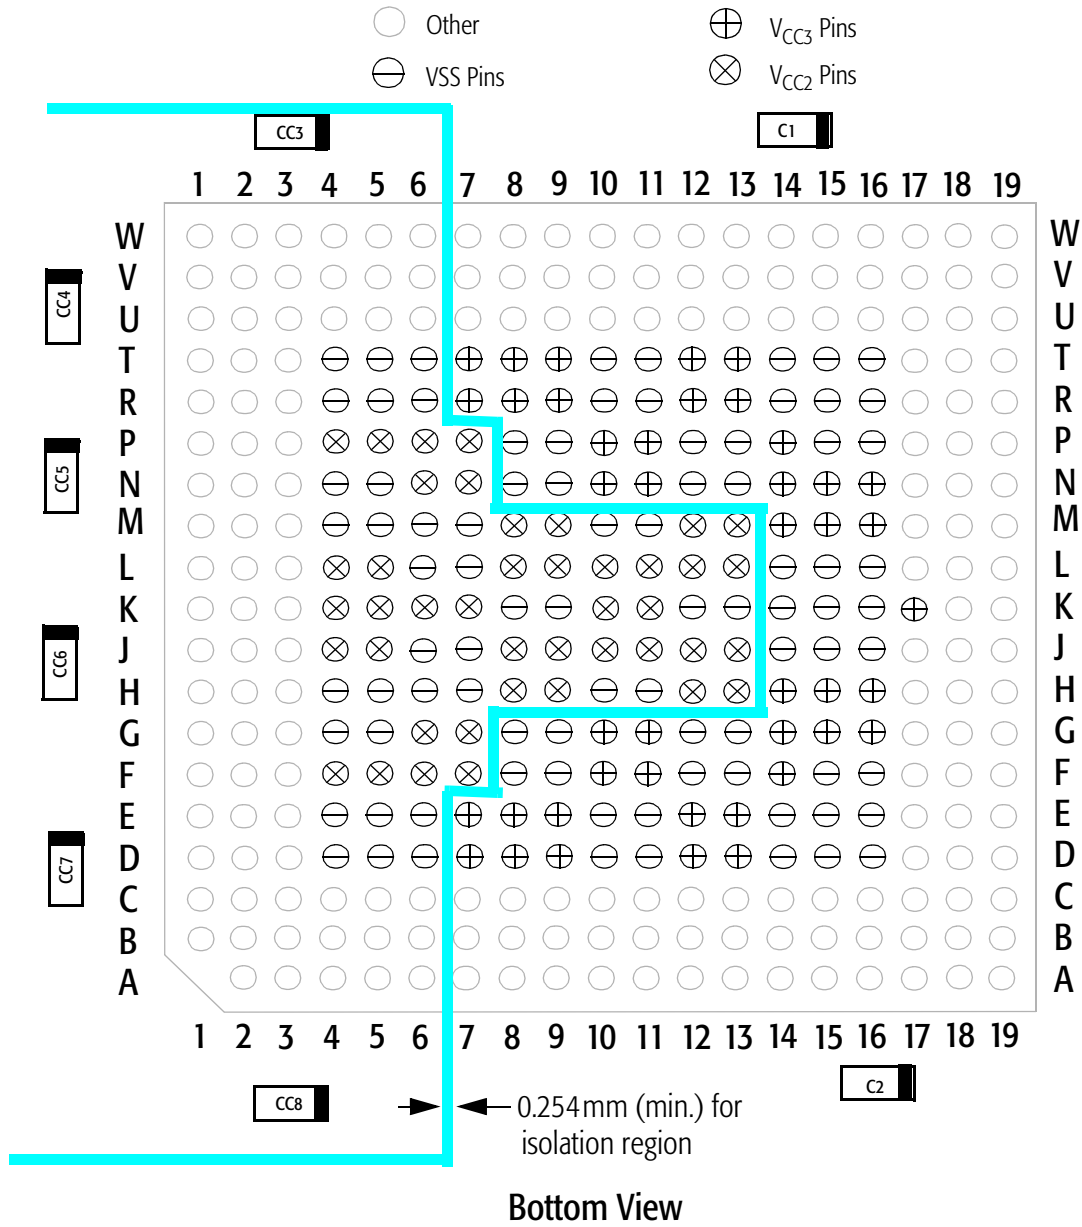 Other
VSS Pins
VCC3 Pins
VCC2 Pins
CC3
C1
1 2 3 4 5 6 7 8 9 10 11 12 13 14 15 16 17 18 19
W W
V V
CC4
U U
T T
R R
P P
CC5
N N
M M
L L
K K
CC6
J J
H H
G G
F F
E E
CC7
D D
C C
B B
A A
1 2 3 4 5 6 7 8 9 10 11 12 13 14 15 16 17 18 19
C2
CC8
0.254 mm (min.) for
isolation region
Bottom View